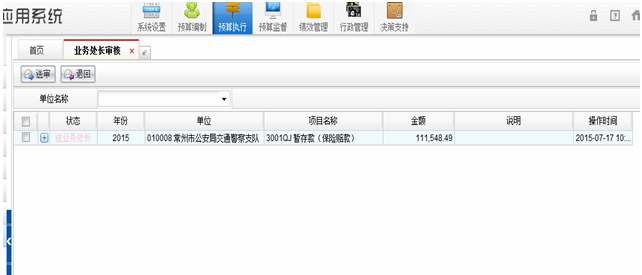 应用系统
系统设置 预算编制 预算执行 预算监督 绩效管理 行政管理 决策支持
首页 业务处长审核 ×
送审 退回
单位名称
状态 年份 单位 项目名称 金额 说明 操作时间
送业务处长 2015 010008 常州市公安局交通警察支队 3001QJ 暂存款（保险赔款） 111,548.49 2015-07-17 10:...